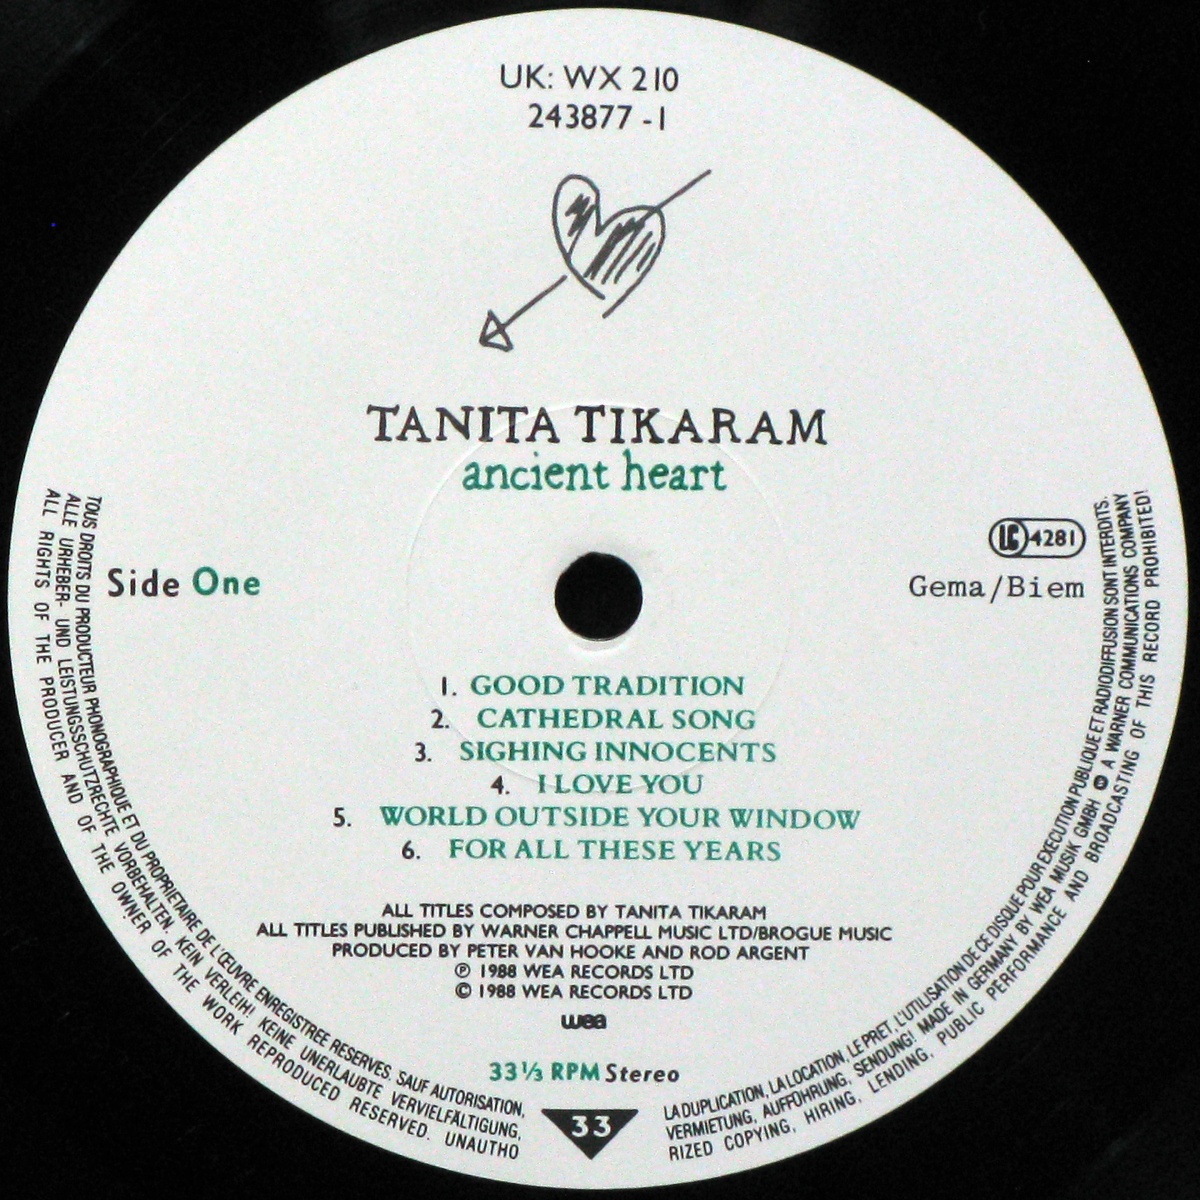 UK: WX 210
243877 -1
TANITA TIKARAM
ancient heart
LC 4281
Side One
Gema/Biem
1. GOOD TRADITION
2. CATHEDRAL SONG
3. SIGHING INNOCENTS
4. I LOVE YOU
5. WORLD OUTSIDE YOUR WINDOW
6. FOR ALL THESE YEARS
ALL TITLES COMPOSED BY TANITA TIKARAM
ALL TITLES PUBLISHED BY WARNER CHAPPELL MUSIC LTD/BROGUE MUSIC
PRODUCED BY PETER VAN HOOKE AND ROD ARGENT
℗ 1988 WEA RECORDS LTD
© 1988 WEA RECORDS LTD
wea
33⅓ RPM Stereo
33
TOUS DROITS DU PRODUCTEUR PHONOGRAPHIQUE ET DU PROPRIETAIRE DE L'ŒUVRE ENREGISTREE RESERVES. SAUF AUTORISATION, LA DUPLICATION, LA LOCATION, LE PRET, L'UTILISATION DE CE DISQUE POUR EXECUTION PUBLIQUE ET RADIODIFFUSION SONT INTERDITS.
ALLE URHEBER- UND LEISTUNGSSCHUTZRECHTE VORBEHALTEN. KEIN VERLEIH! KEINE UNERLAUBTE VERVIELFÄLTIGUNG, VERMIETUNG, AUFFÜHRUNG, SENDUNG! MADE IN GERMANY BY WEA MUSIK GMBH A WARNER COMMUNICATIONS COMPANY
ALL RIGHTS OF THE PRODUCER AND OF THE OWNER OF THE WORK REPRODUCED RESERVED. UNAUTHORIZED COPYING, HIRING, LENDING, PUBLIC PERFORMANCE AND BROADCASTING OF THIS RECORD PROHIBITED!